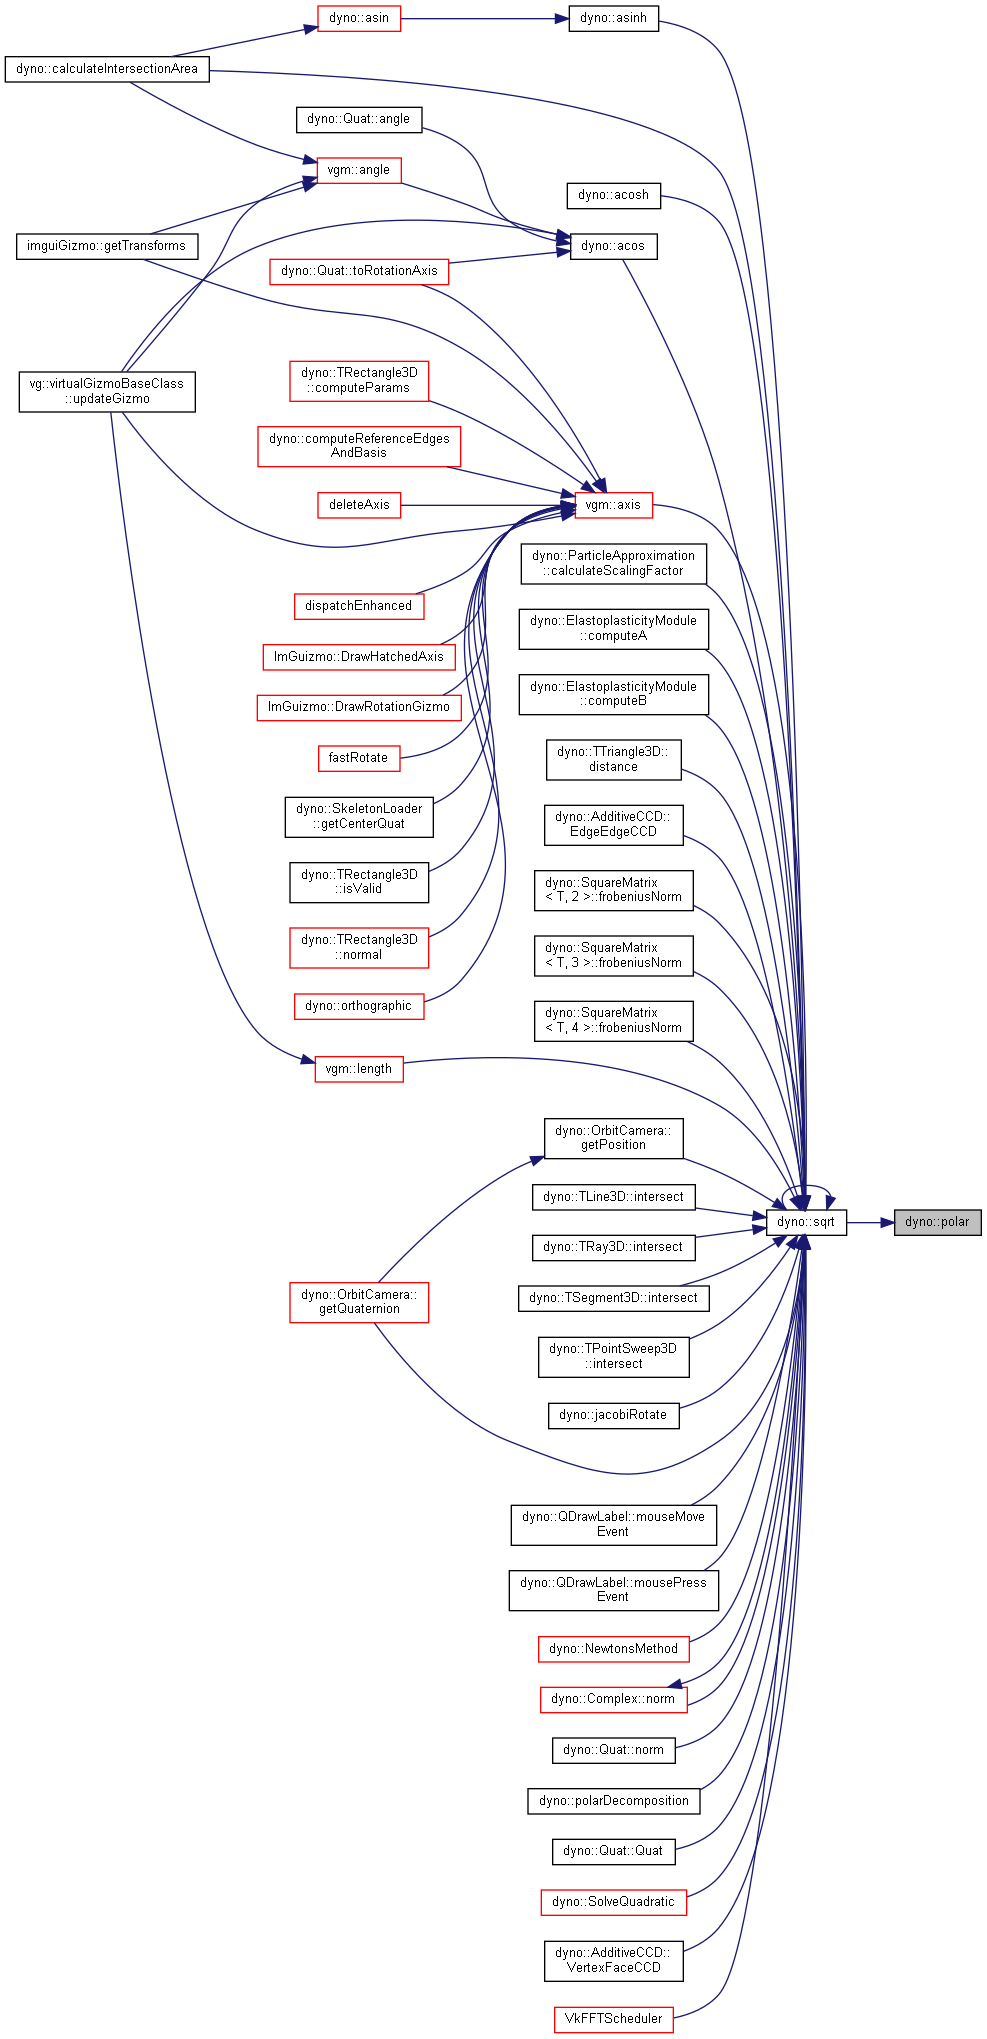 dyno::asin
dyno::asinh
dyno::calculateIntersectionArea
dyno::Quat::angle
vgm::angle
dyno::acosh
imguiGizmo::getTransforms
dyno::acos
dyno::Quat::toRotationAxis
vg::virtualGizmoBaseClass
::updateGizmo
dyno::TRectangle3D
::computeParams
dyno::computeReferenceEdges
AndBasis
deleteAxis
vgm::axis
dyno::ParticleApproximation
::calculateScalingFactor
dispatchEnhanced
dyno::ElastoplasticityModule
::computeA
ImGuizmo::DrawHatchedAxis
dyno::ElastoplasticityModule
::computeB
ImGuizmo::DrawRotationGizmo
fastRotate
dyno::TTriangle3D::
distance
dyno::SkeletonLoader
::getCenterQuat
dyno::AdditiveCCD::
EdgeEdgeCCD
dyno::TRectangle3D
::isValid
dyno::SquareMatrix
< T, 2 >::frobeniusNorm
dyno::TRectangle3D
::normal
dyno::SquareMatrix
< T, 3 >::frobeniusNorm
dyno::orthographic
dyno::SquareMatrix
< T, 4 >::frobeniusNorm
vgm::length
dyno::OrbitCamera::
getPosition
dyno::TLine3D::intersect
dyno::sqrt
dyno::polar
dyno::TRay3D::intersect
dyno::OrbitCamera::
getQuaternion
dyno::TSegment3D::intersect
dyno::TPointSweep3D
::intersect
dyno::jacobiRotate
dyno::QDrawLabel::mouseMove
Event
dyno::QDrawLabel::mousePress
Event
dyno::NewtonsMethod
dyno::Complex::norm
dyno::Quat::norm
dyno::polarDecomposition
dyno::Quat::Quat
dyno::SolveQuadratic
dyno::AdditiveCCD::
VertexFaceCCD
VkFFTScheduler